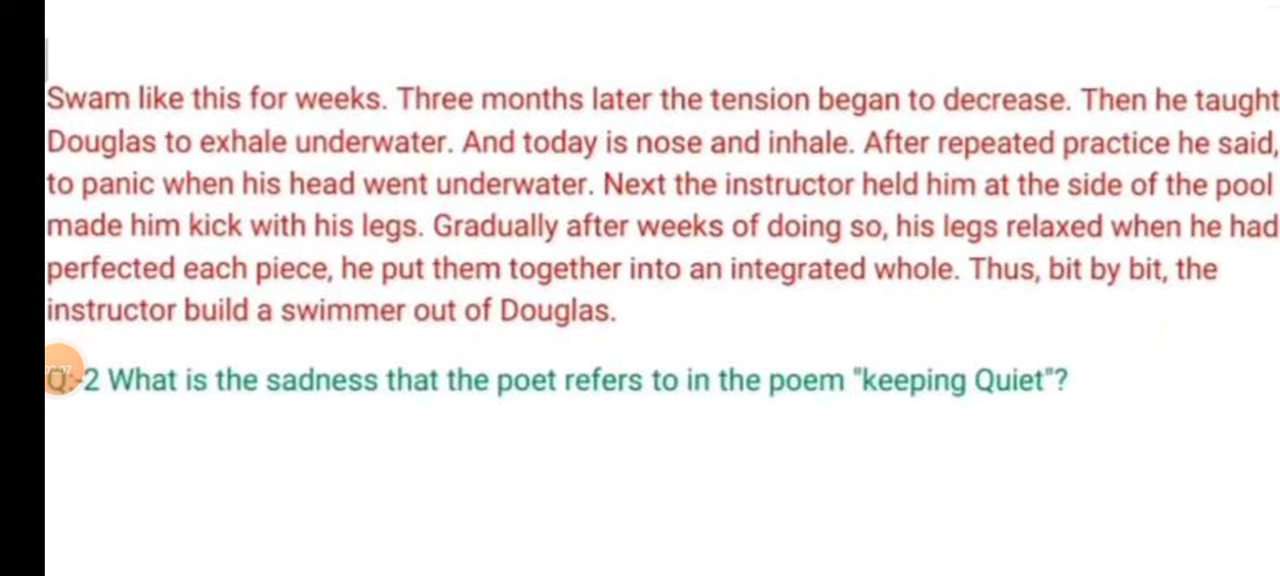 Swam like this for weeks. Three months later the tension began to decrease. Then he taught
Douglas to exhale underwater. And today is nose and inhale. After repeated practice he said,
to panic when his head went underwater. Next the instructor held him at the side of the pool
made him kick with his legs. Gradually after weeks of doing so, his legs relaxed when he had
perfected each piece, he put them together into an integrated whole. Thus, bit by bit, the
instructor build a swimmer out of Douglas.
Q:-2 What is the sadness that the poet refers to in the poem "keeping Quiet"?